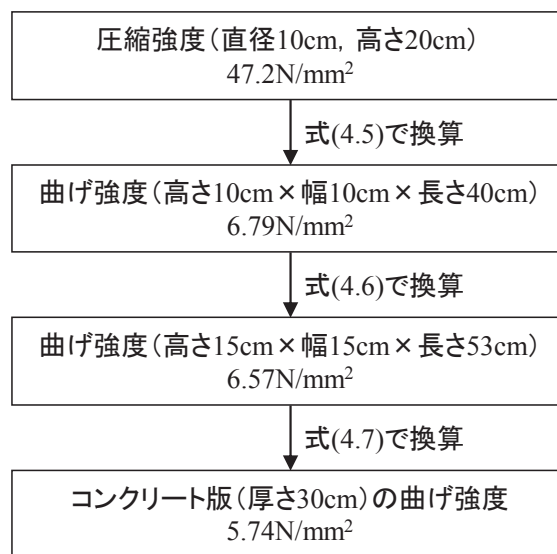 圧縮強度（直径10cm，高さ20cm）
47.2N/mm²
式(4.5)で換算
曲げ強度（高さ10cm×幅10cm×長さ40cm）
6.79N/mm²
式(4.6)で換算
曲げ強度（高さ15cm×幅15cm×長さ53cm）
6.57N/mm²
式(4.7)で換算
コンクリート版（厚さ30cm）の曲げ強度
5.74N/mm²